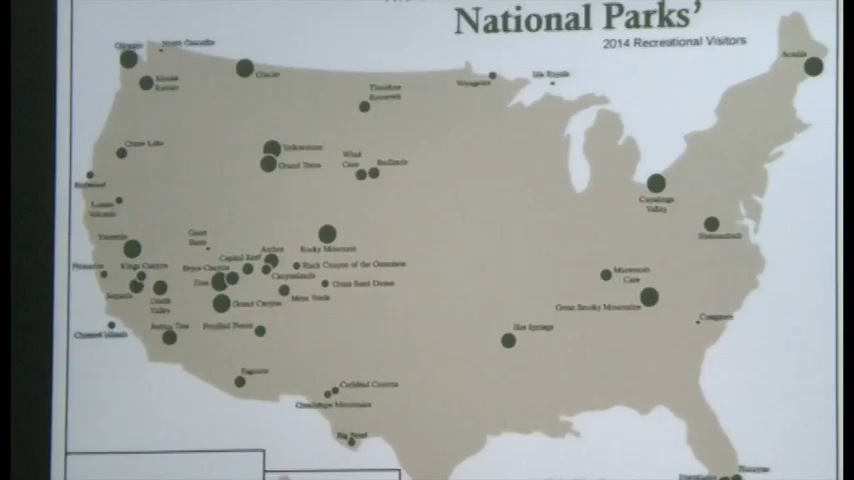 National Parks'
2014 Recreational Visitors
Olympic
North Cascades
Glacier
Acadia
Mount
Rainier
Theodore
Roosevelt
Voyageurs
Isle Royale
Crater Lake
Yellowstone
Grand Teton
Wind
Cave
Badlands
Redwood
Lassen
Volcanic
Cuyahoga
Valley
Shenandoah
Yosemite
Great
Basin
Rocky Mountain
Pinnacles
Kings Canyon
Sequoia
Death
Valley
Bryce Canyon
Zion
Capitol Reef
Arches
Canyonlands
Black Canyon of the Gunnison
Great Sand Dunes
Mesa Verde
Grand Canyon
Mammoth
Cave
Great Smoky Mountains
Congaree
Channel Islands
Joshua Tree
Petrified Forest
Hot Springs
Saguaro
Carlsbad Caverns
Guadalupe Mountains
Big Bend
Biscayne